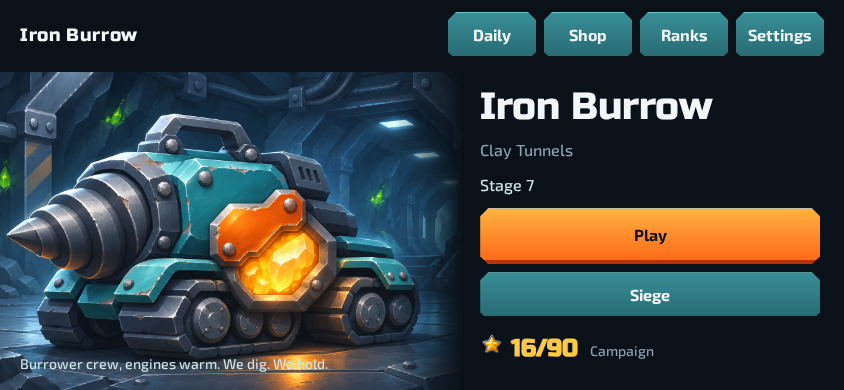 Iron Burrow
Daily
Shop
Ranks
Settings
Iron Burrow
Clay Tunnels
Stage 7
Play
Siege
16/90 Campaign
Burrower crew, engines warm. We dig. We hold.